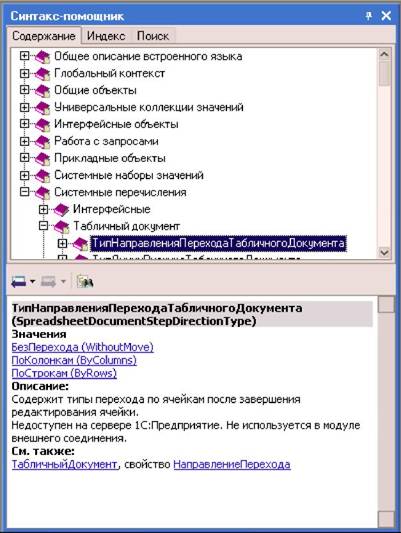 Синтакс-помощник
Содержание Индекс Поиск
Общее описание встроенного языка
Глобальный контекст
Общие объекты
Универсальные коллекции значений
Интерфейсные объекты
Работа с запросами
Прикладные объекты
Системные наборы значений
Системные перечисления
Интерфейсные
Табличный документ
ТипНаправленияПереходаТабличногоДокумента
ТипНаправленияПереходаТабличногоДокумента
(SpreadsheetDocumentStepDirectionType)
Значения
БезПерехода (WithoutMove)
ПоКолонкам (ByColumns)
ПоСтрокам (ByRows)
Описание:
Содержит типы перехода по ячейкам после завершения
редактирования ячейки.
Недоступен на сервере 1С:Предприятие. Не используется в модуле
внешнего соединения.
См. также:
ТабличныйДокумент, свойство НаправлениеПерехода